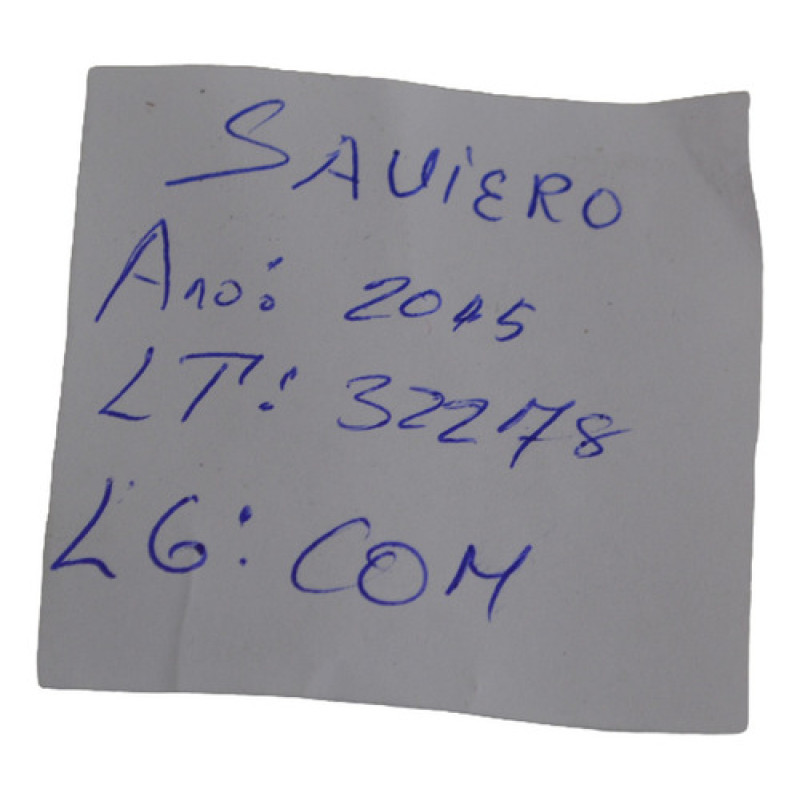 SAVIERO
Ano: 2015
LT: 32278
LG: COM